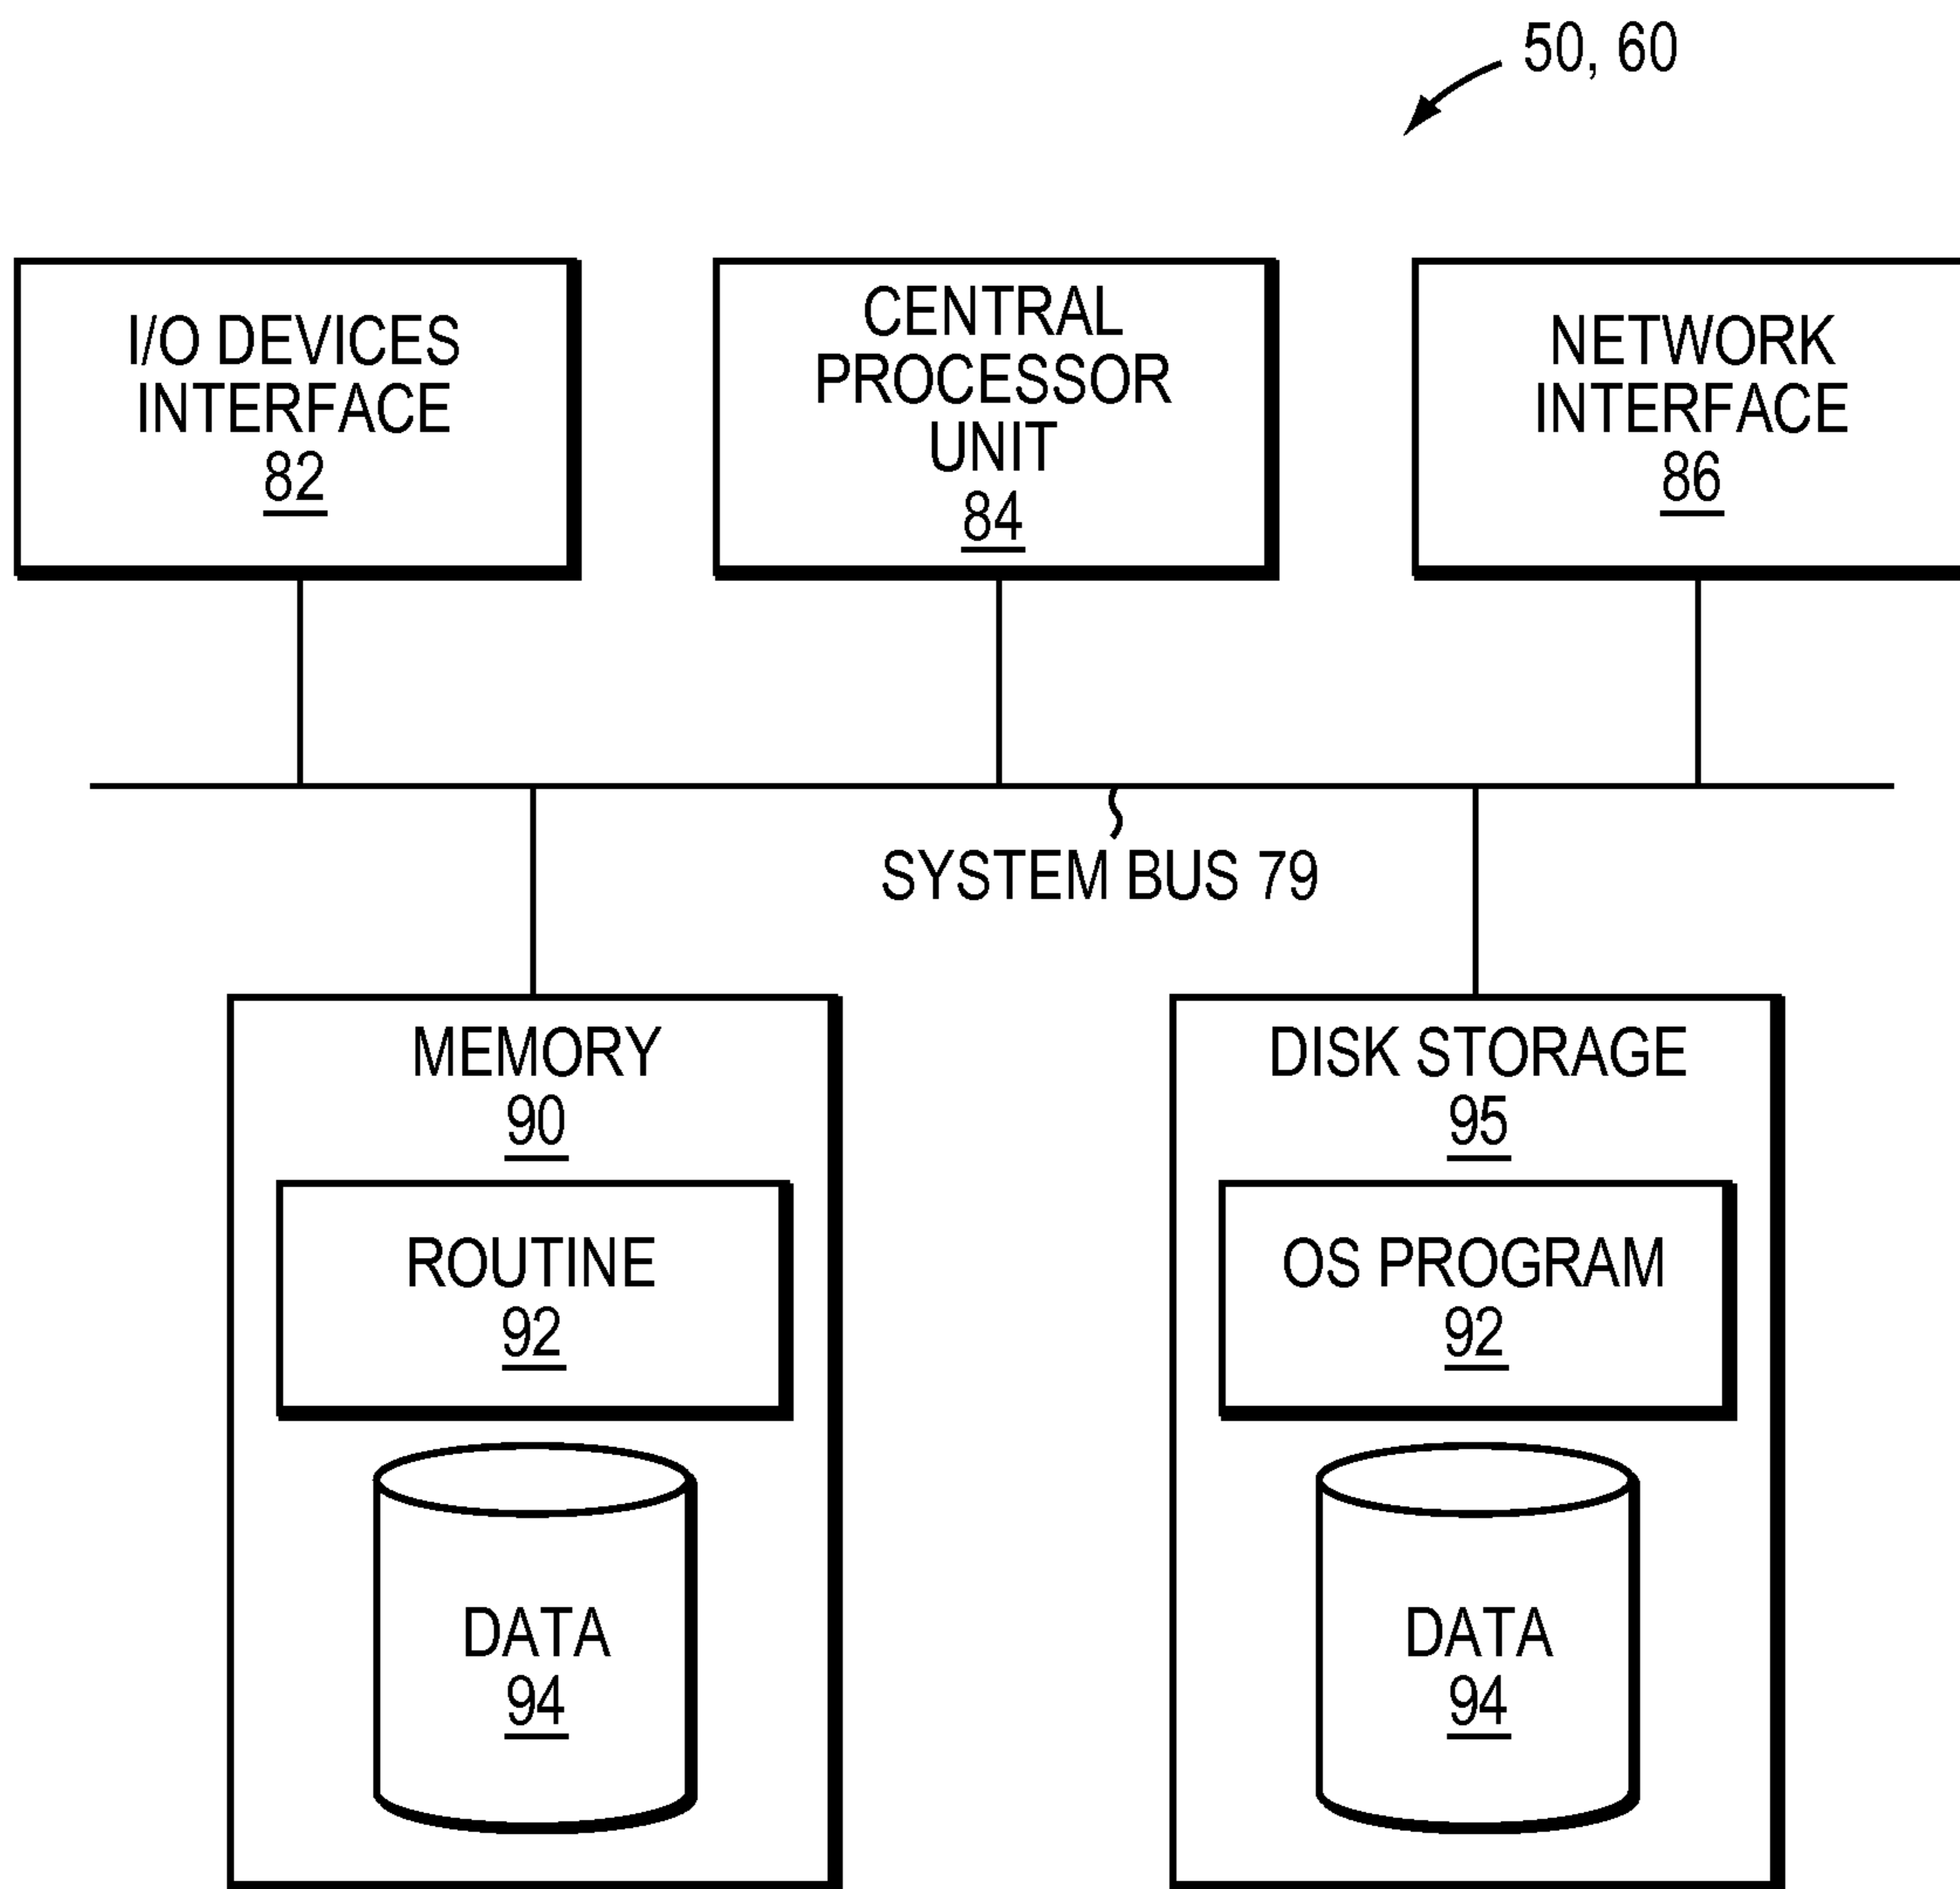 50, 60
I/O DEVICES
INTERFACE
82
CENTRAL
PROCESSOR
UNIT
84
NETWORK
INTERFACE
86
SYSTEM BUS 79
MEMORY
90
ROUTINE
92
DATA
94
DISK STORAGE
95
OS PROGRAM
92
DATA
94